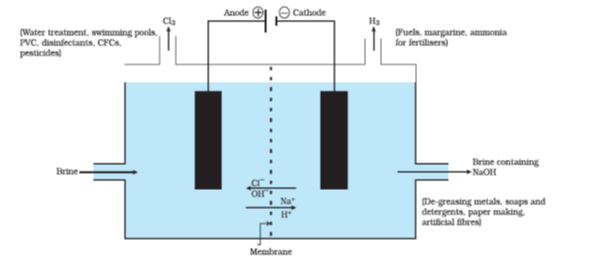 Anode ⊕ ⊖ Cathode
Cl₂
H₂
(Water treatment, swimming pools,
PVC, disinfectants, CFCs,
pesticides)
(Fuels, margarine, ammonia
for fertilisers)
Brine
Brine containing
NaOH
Cl⁻
OH⁻
Na⁺
H⁺
(De-greasing metals, soaps and
detergents, paper making,
artificial fibres)
Membrane